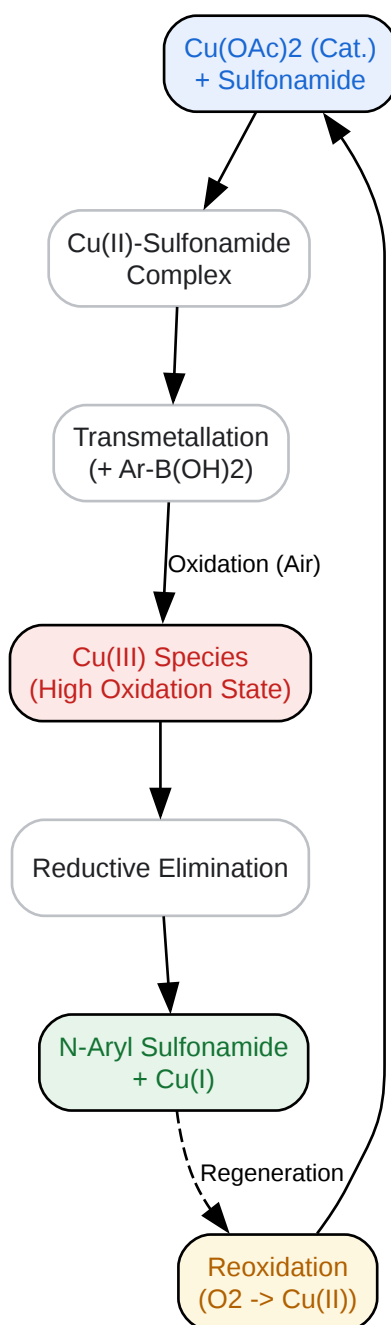 Cu(OAc)2 (Cat.)
+ Sulfonamide
Cu(II)-Sulfonamide
Complex
Transmetallation
(+ Ar-B(OH)2)
Oxidation (Air)
Cu(III) Species
(High Oxidation State)
Reductive Elimination
N-Aryl Sulfonamide
+ Cu(I)
Regeneration
Reoxidation
(O2 -> Cu(II))